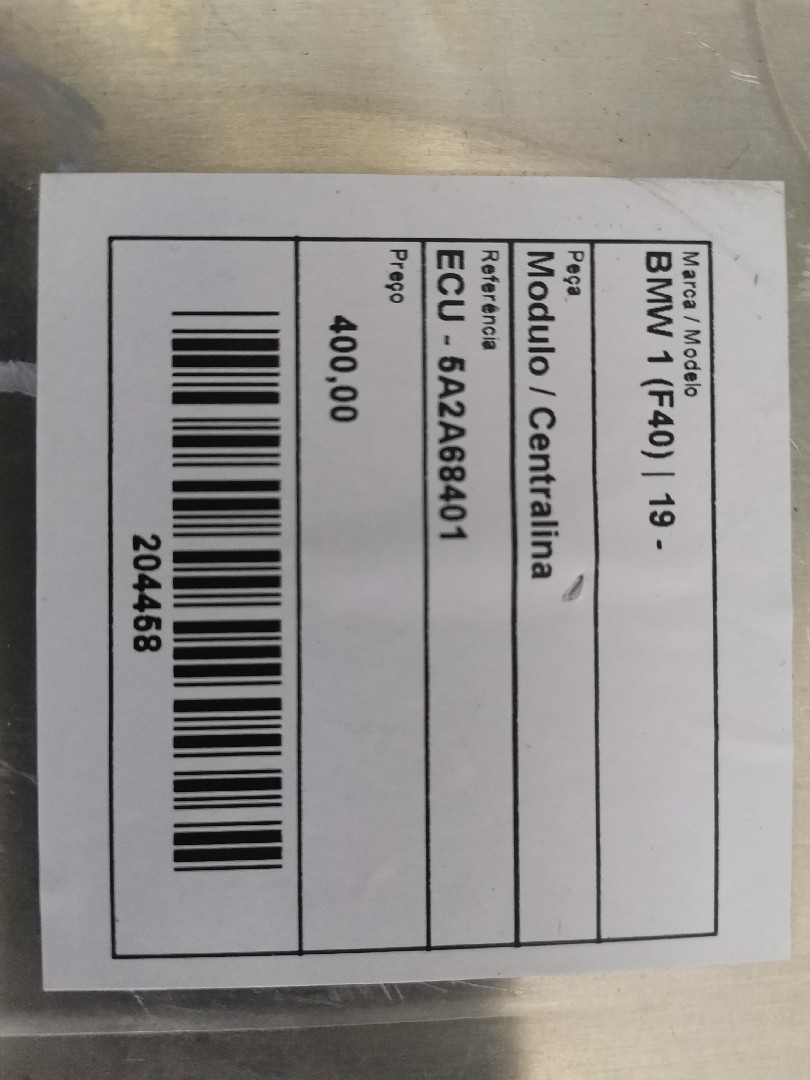 Marca / Modelo
BMW 1 (F40) | 19 -
Peça
Modulo / Centralina
Referência
ECU - 5A2A68401
Preço
400,00
204458